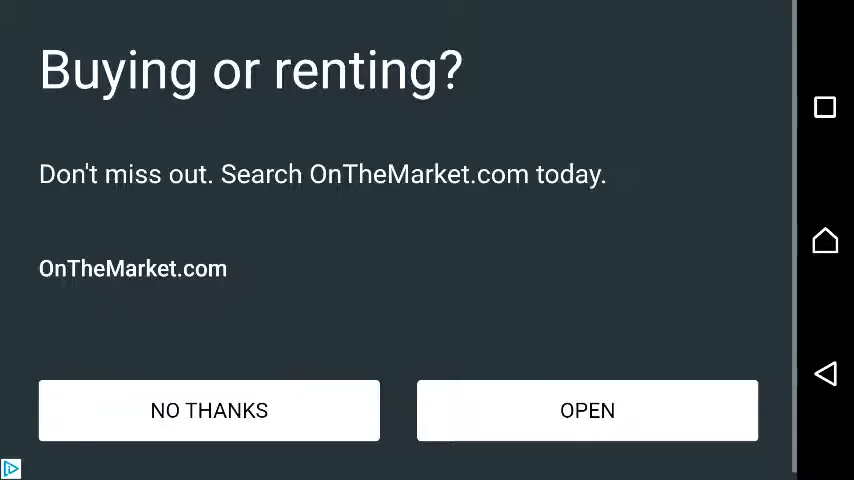 Buying or renting?
Don't miss out. Search OnTheMarket.com today.
OnTheMarket.com
NO THANKS
OPEN